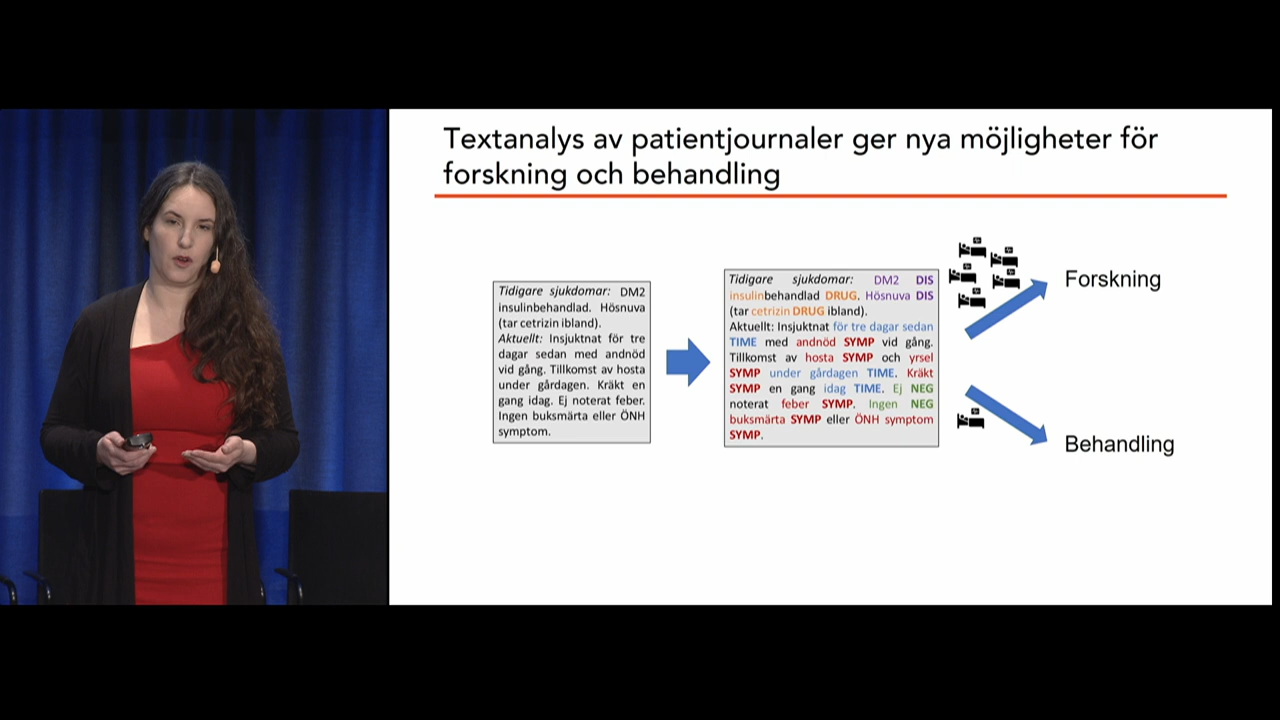 Textanalys av patientjournaler ger nya möjligheter för
forskning och behandling
Tidigare sjukdomar: DM2
insulinbehandlad. Hösnuva
(tar cetrizin ibland).
Aktuellt: Insjuktnat för tre
dagar sedan med andnöd
vid gång. Tillkomst av hosta
under gårdagen. Kräkt en
gang idag. Ej noterat feber.
Ingen buksmärta eller ÖNH
symptom.
Tidigare sjukdomar: DM2 DIS
insulinbehandlad DRUG. Hösnuva DIS
(tar cetrizin DRUG ibland).
Aktuellt: Insjuktnat för tre dagar sedan
TIME med andnöd SYMP vid gång.
Tillkomst av hosta SYMP och yrsel
SYMP under gårdagen TIME. Kräkt
SYMP en gang idag TIME. Ej NEG
noterat feber SYMP. Ingen NEG
buksmärta SYMP eller ÖNH symptom
SYMP.
Forskning
Behandling